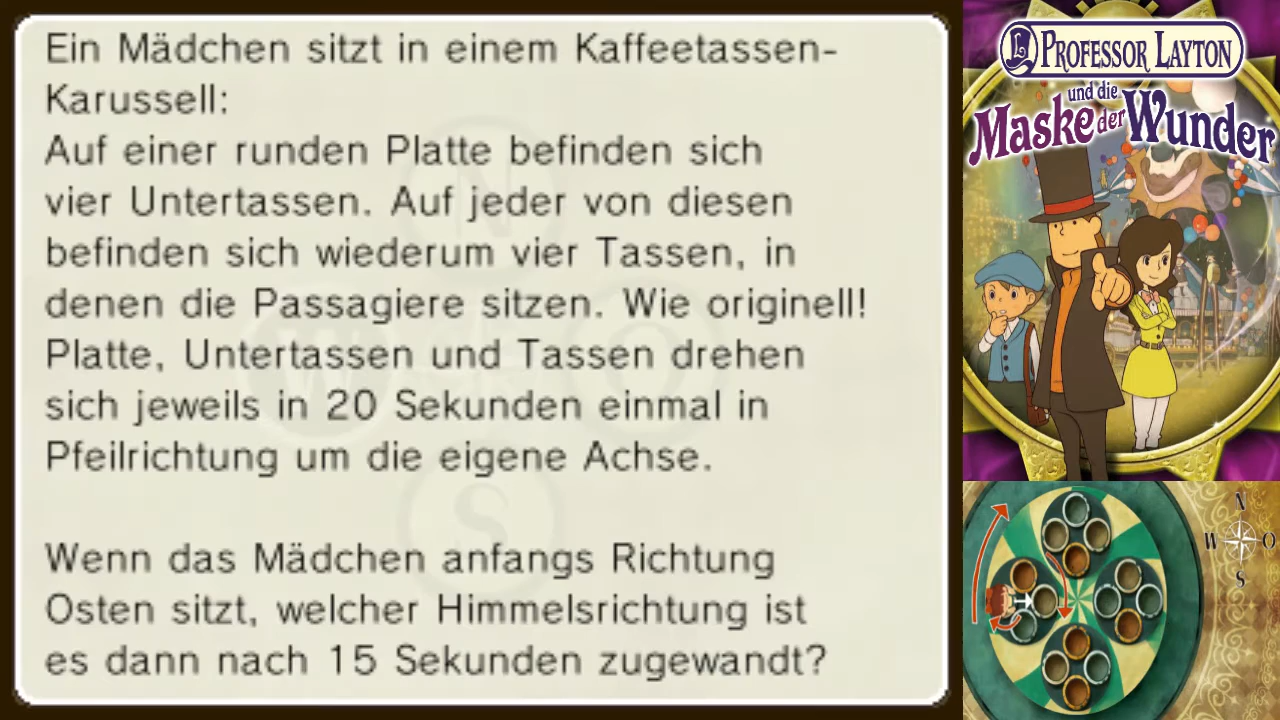 Ein Mädchen sitzt in einem Kaffeetassen-
Karussell:
Auf einer runden Platte befinden sich
vier Untertassen. Auf jeder von diesen
befinden sich wiederum vier Tassen, in
denen die Passagiere sitzen. Wie originell!
Platte, Untertassen und Tassen drehen
sich jeweils in 20 Sekunden einmal in
Pfeilrichtung um die eigene Achse.
Wenn das Mädchen anfangs Richtung
Osten sitzt, welcher Himmelsrichtung ist
es dann nach 15 Sekunden zugewandt?
N
W O
S
L PROFESSOR LAYTON
und die
Maske der Wunder
N
W O
S